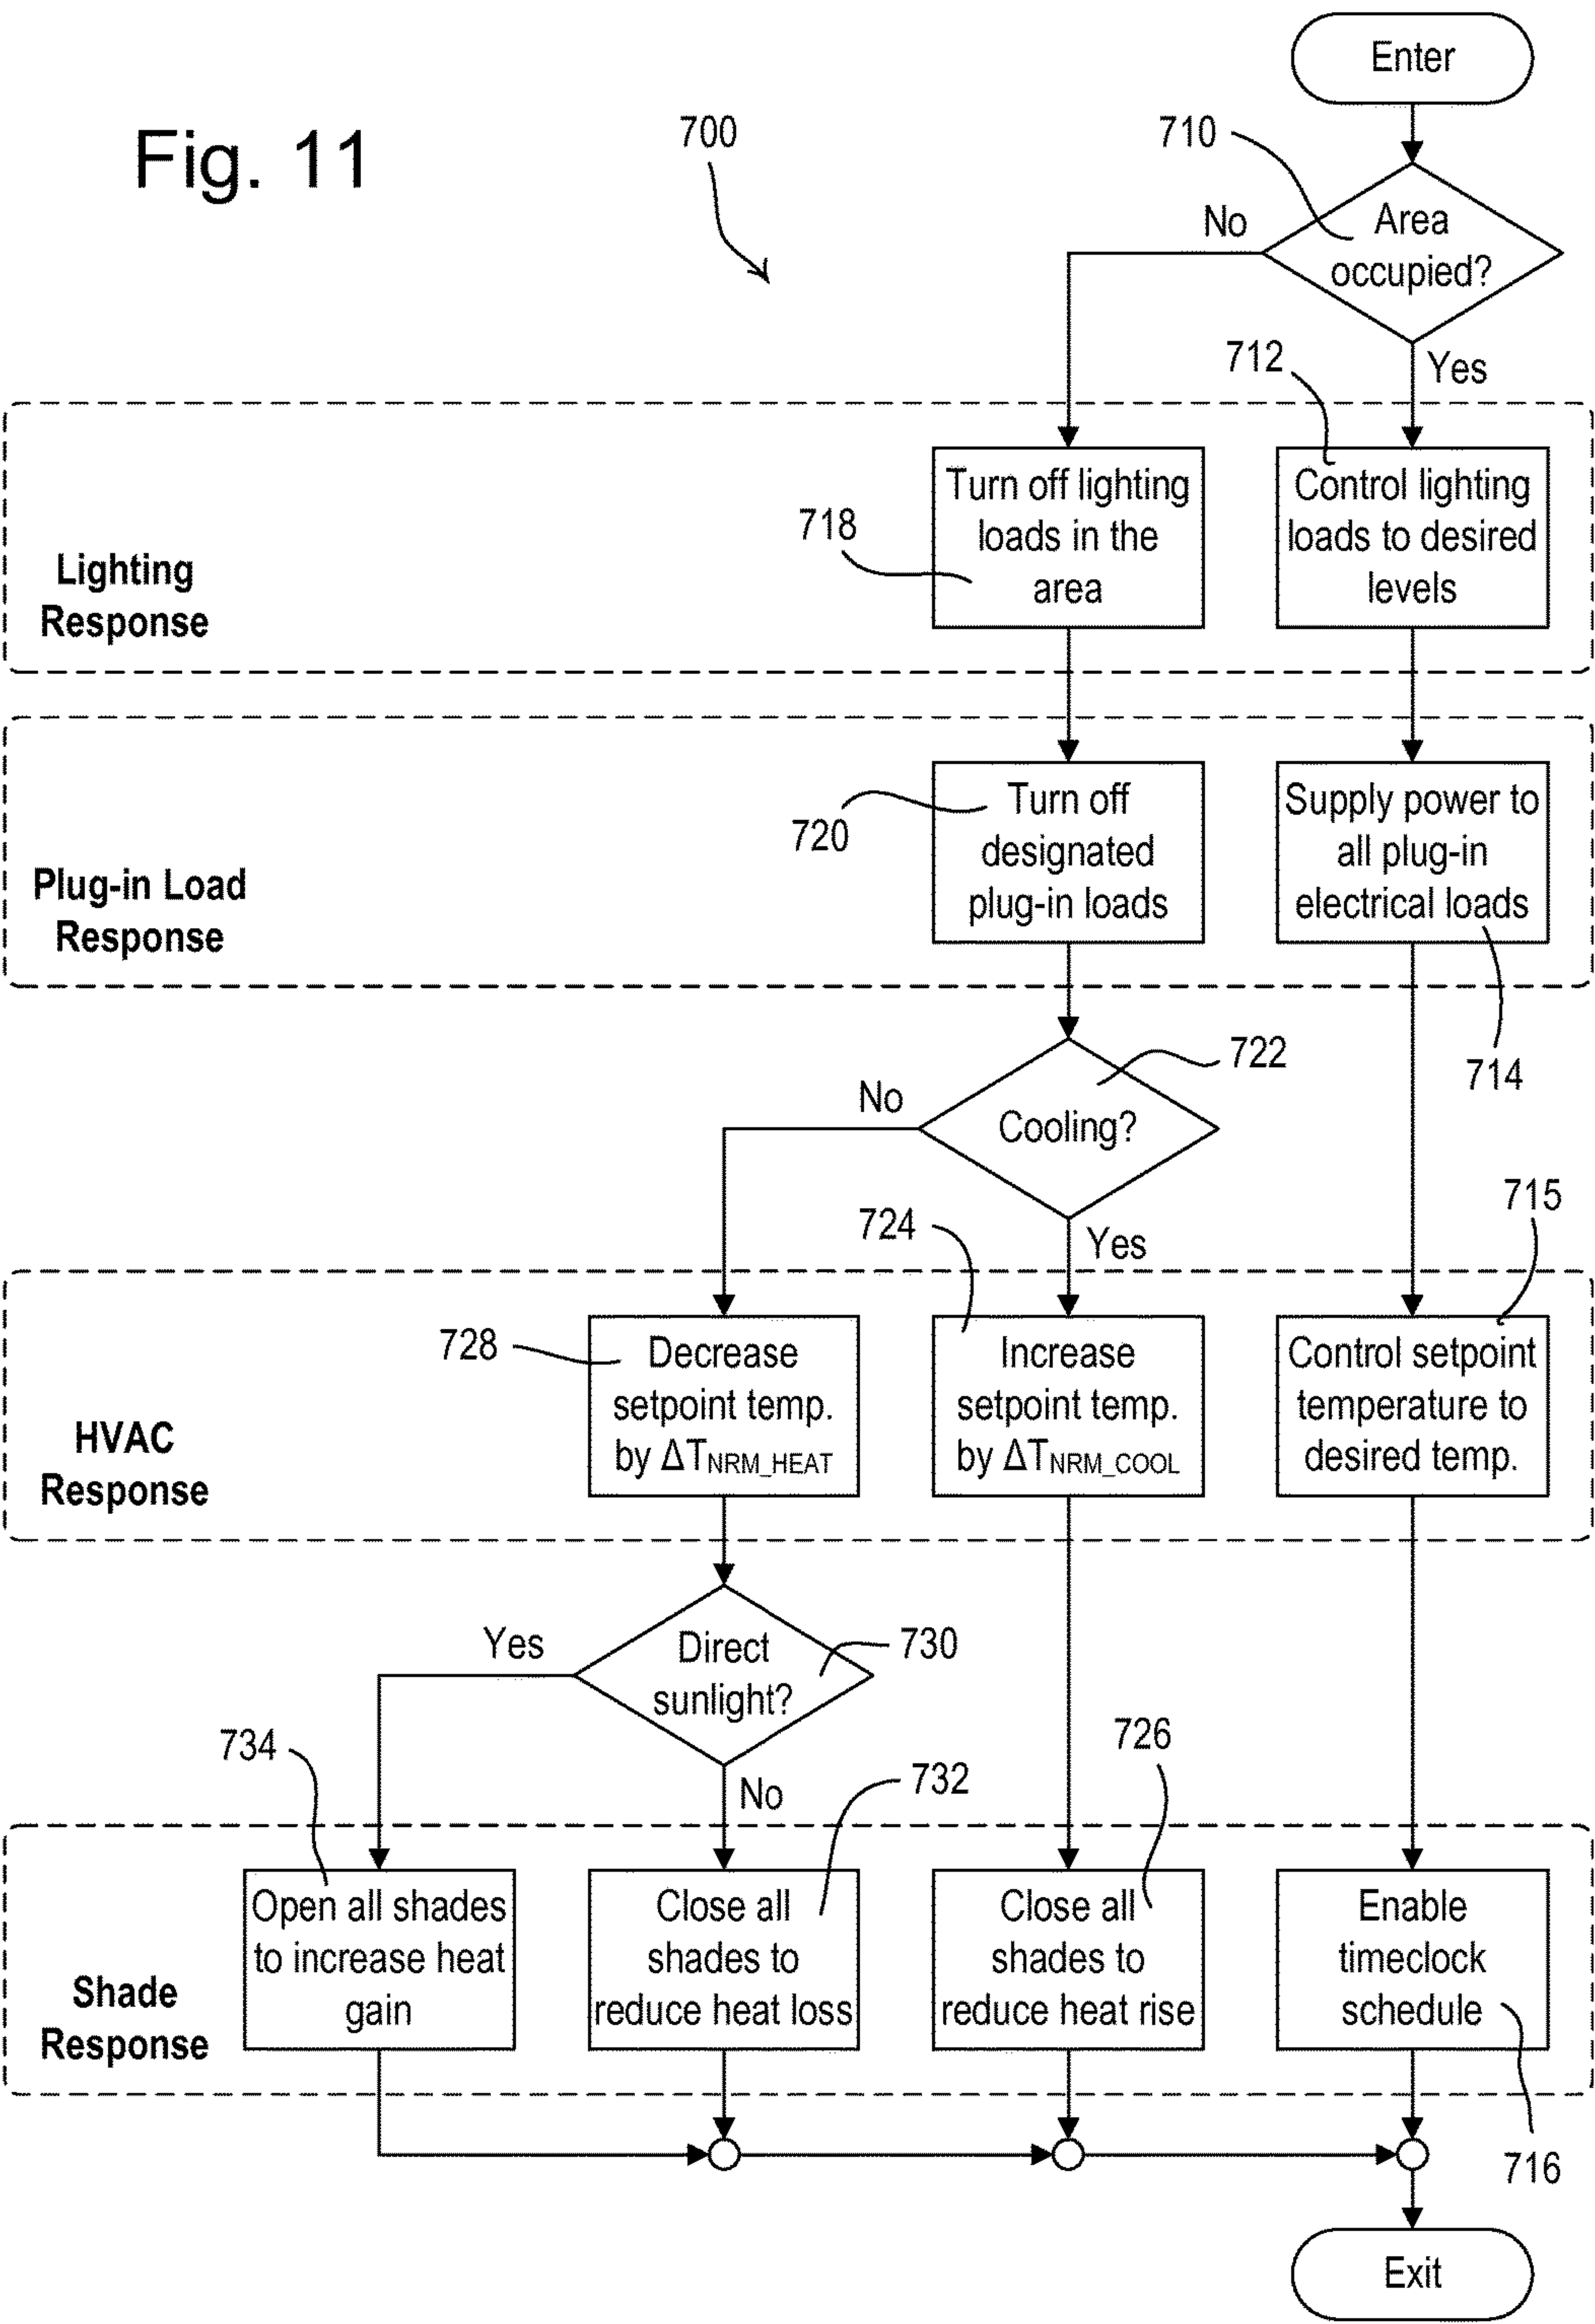 Enter
Fig. 11
700
710
Area
occupied?
No
Yes
712
718
Turn off lighting
loads in the
area
Control lighting
loads to desired
levels
Lighting
Response
720
Turn off
designated
plug-in loads
Supply power to
all plug-in
electrical loads
Plug-in Load
Response
714
722
Cooling?
No
Yes
724
715
728
Decrease
setpoint temp.
by ΔTNRM_HEAT
Increase
setpoint temp.
by ΔTNRM_COOL
Control setpoint
temperature to
desired temp.
HVAC
Response
Direct
sunlight?
730
Yes
No
734
732
726
Open all shades
to increase heat
gain
Close all
shades to
reduce heat loss
Close all
shades to
reduce heat rise
Enable
timeclock
schedule
Shade
Response
716
Exit